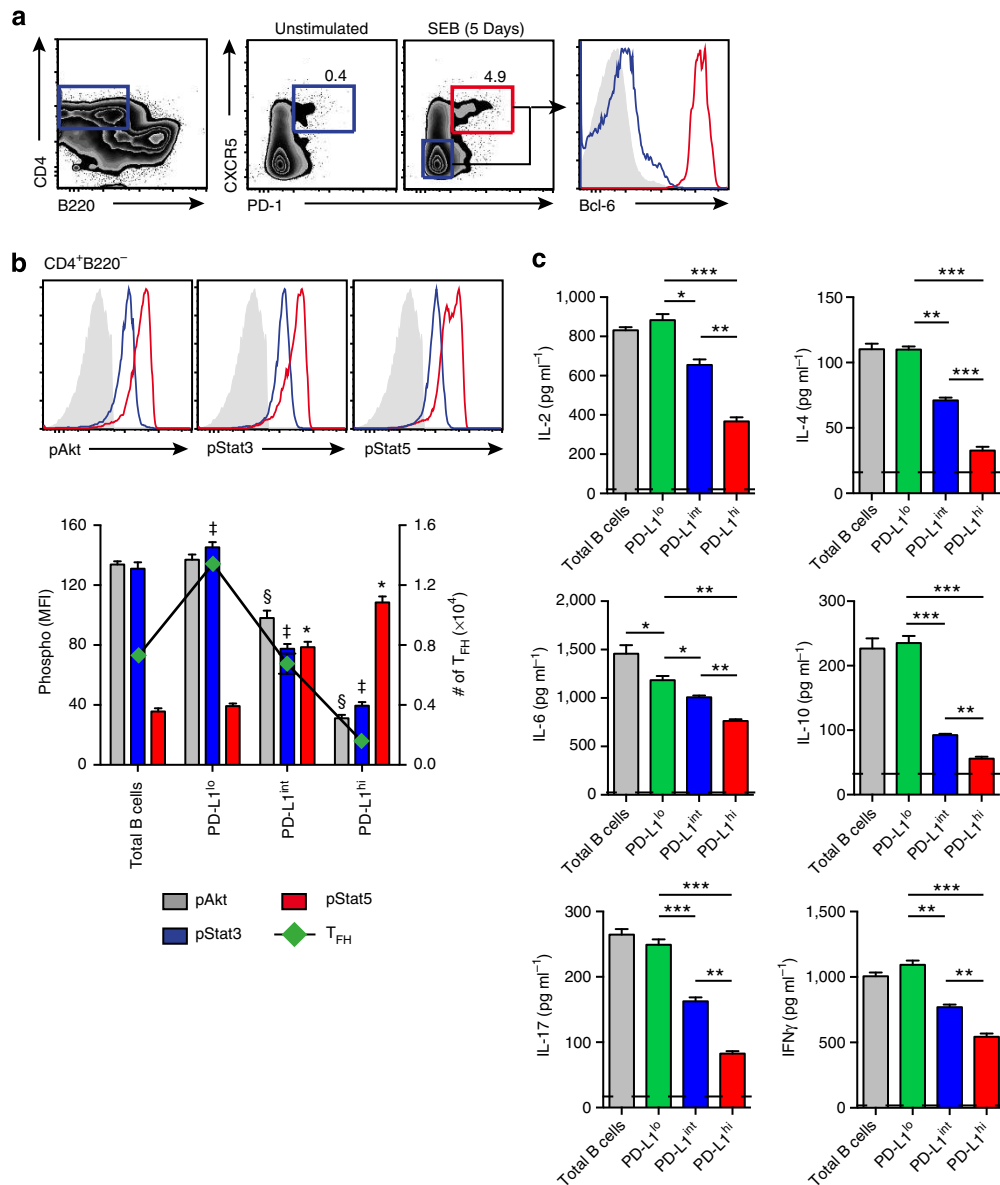 a
Unstimulated
SEB (5 Days)
0.4
4.9
CD4
CXCR5
B220
PD-1
Bcl-6
b
CD4⁺B220⁻
pAkt
pStat3
pStat5
Phospho (MFI)
160
120
80
40
0
‡
§
‡
*
§
‡
*
1.6
1.2
0.8
0.4
0.0
# of T_FH (×10⁴)
Total B cells
PD-L1^lo
PD-L1^int
PD-L1^hi
pAkt
pStat5
pStat3
T_FH
c
IL-2 (pg ml⁻¹)
1,000
800
600
400
200
0
***
*
**
Total B cells
PD-L1^lo
PD-L1^int
PD-L1^hi
IL-4 (pg ml⁻¹)
150
100
50
0
***
**
***
Total B cells
PD-L1^lo
PD-L1^int
PD-L1^hi
IL-6 (pg ml⁻¹)
2,000
1,500
1,000
500
0
**
*
*
**
Total B cells
PD-L1^lo
PD-L1^int
PD-L1^hi
IL-10 (pg ml⁻¹)
300
200
100
0
***
***
**
Total B cells
PD-L1^lo
PD-L1^int
PD-L1^hi
IL-17 (pg ml⁻¹)
300
200
100
0
***
***
**
Total B cells
PD-L1^lo
PD-L1^int
PD-L1^hi
IFNγ (pg ml⁻¹)
1,500
1,000
500
0
***
**
**
Total B cells
PD-L1^lo
PD-L1^int
PD-L1^hi